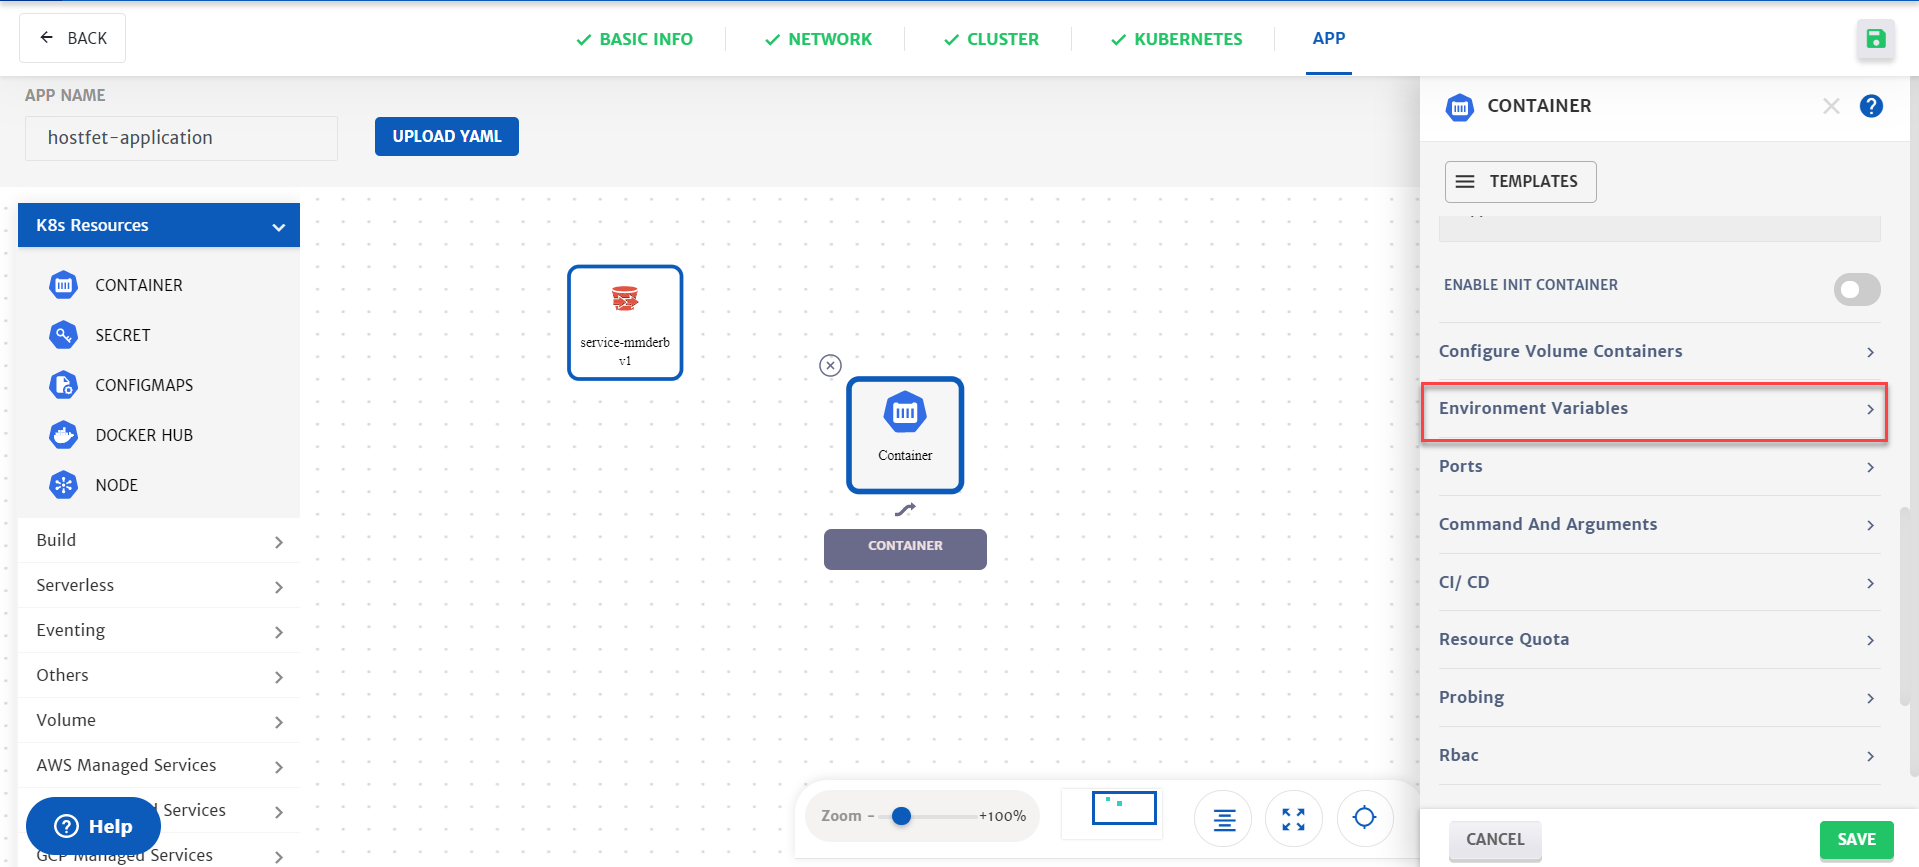 BACK
BASIC INFO
NETWORK
CLUSTER
KUBERNETES
APP
APP NAME
hostfet-application
UPLOAD YAML
K8s Resources
CONTAINER
SECRET
CONFIGMAPS
DOCKER HUB
NODE
Build
Serverless
Eventing
Others
Volume
AWS Managed Services
Services
GCP Managed Services
Help
service-mmderb
v1
Container
CONTAINER
Zoom
+100%
CONTAINER
TEMPLATES
ENABLE INIT CONTAINER
Configure Volume Containers
Environment Variables
Ports
Command And Arguments
CI/ CD
Resource Quota
Probing
Rbac
CANCEL
SAVE